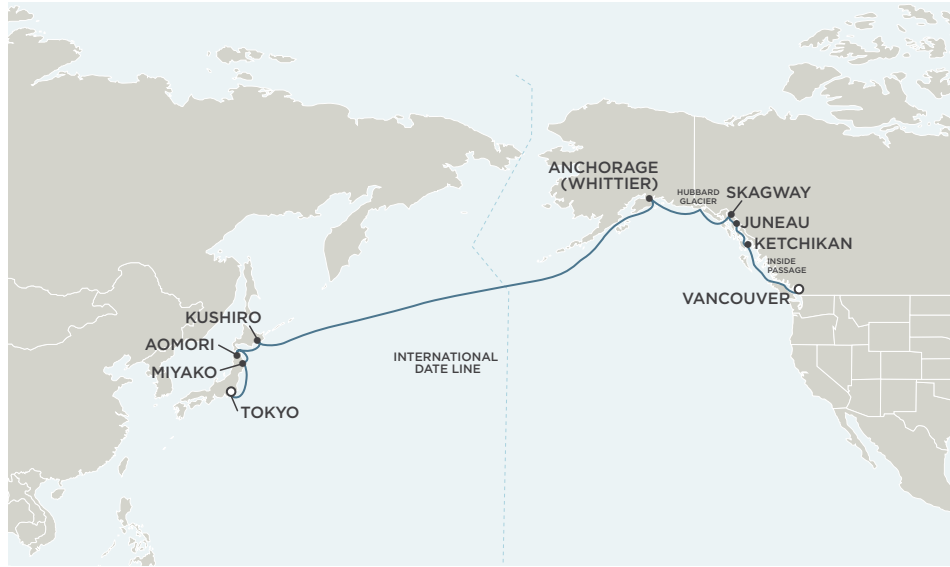 ANCHORAGE
(WHITTIER)
HUBBARD
GLACIER
SKAGWAY
JUNEAU
KETCHIKAN
INSIDE
PASSAGE
VANCOUVER
KUSHIRO
AOMORI
MIYAKO
TOKYO
INTERNATIONAL
DATE LINE